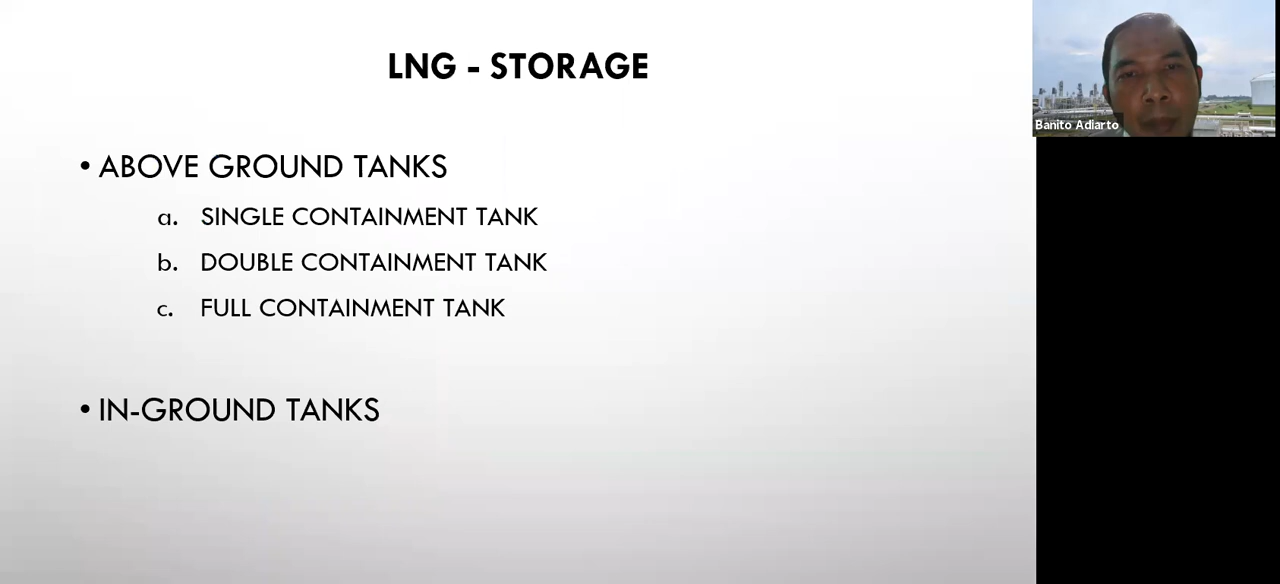 LNG - STORAGE
• ABOVE GROUND TANKS
a. SINGLE CONTAINMENT TANK
b. DOUBLE CONTAINMENT TANK
c. FULL CONTAINMENT TANK
• IN-GROUND TANKS
Banito Adiarto